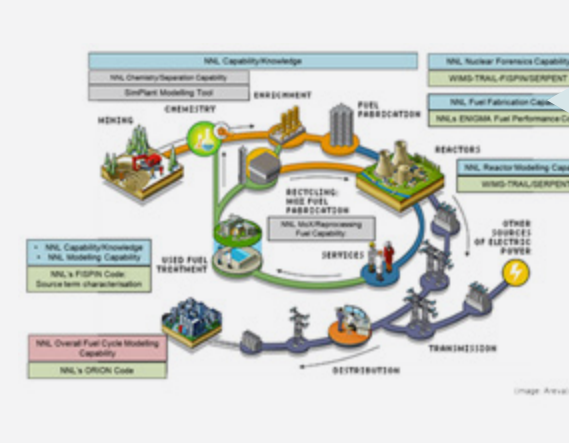 NNL Capability/Knowledge
NNL Chemistry/Separation Capability
SimPlant Modelling Tool
NNL Nuclear Forensics Capability
WIMS-TRAIL-FISPIN/SERPENT
NNL Fuel Fabrication
NNLs ENIGMA Fuel Performance
MINING
CHEMISTRY
ENRICHMENT
FUEL
FABRICATION
REACTORS
NNL Reactor Modelling
WIMS-TRAIL/SERPENT
RECYCLING:
MOX FUEL
FABRICATION
NNL MoX/Reprocessing
Fuel Capability
OTHER
SOURCES
OF ELECTRIC
POWER
• NNL Capability/Knowledge
• NNL Modelling Capability
NNL's FISPIN Code:
Source term characterisation
USED FUEL
TREATMENT
SERVICES
NNL Overall Fuel Cycle Modelling
Capability
NNL's ORION Code
TRANSMISSION
DISTRIBUTION
(Image: Areva